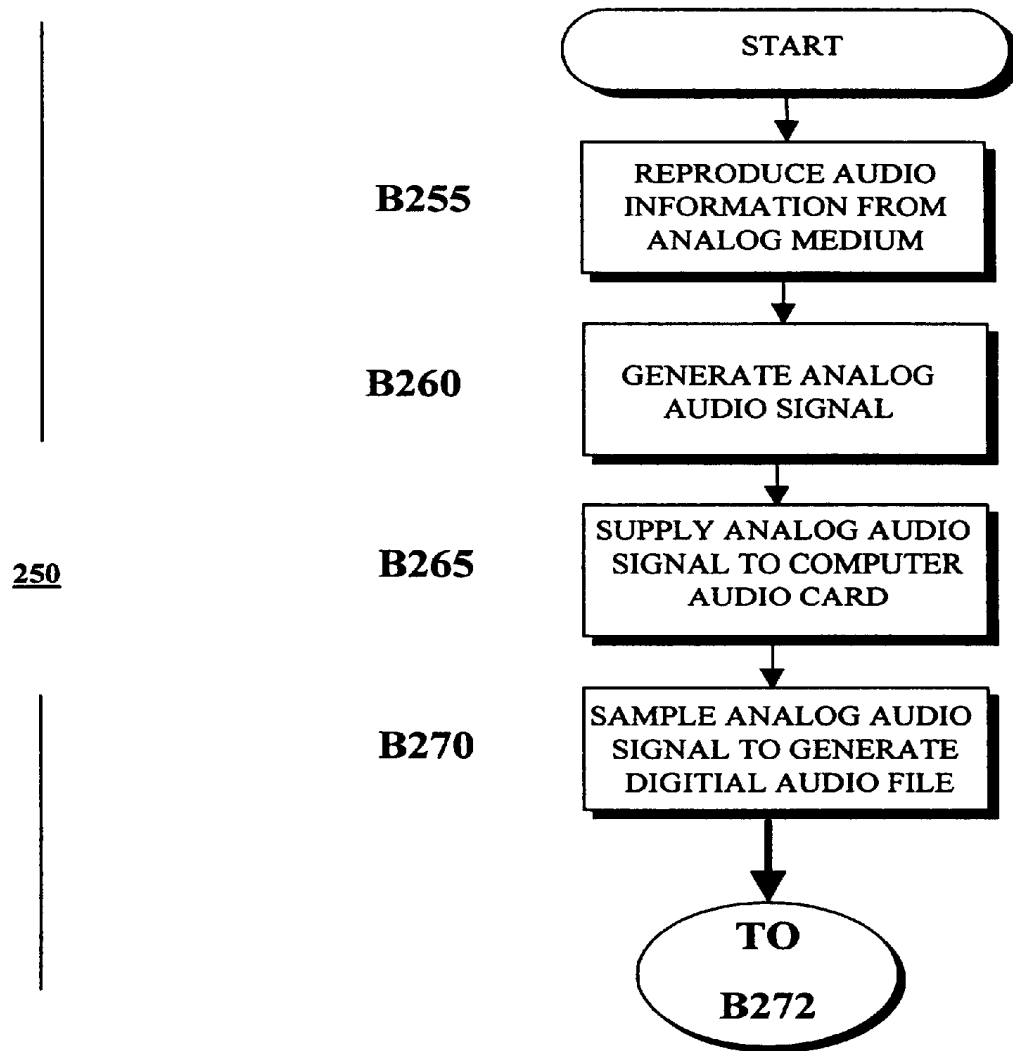 START
B255
REPRODUCE AUDIO
INFORMATION FROM
ANALOG MEDIUM
B260
GENERATE ANALOG
AUDIO SIGNAL
250
B265
SUPPLY ANALOG AUDIO
SIGNAL TO COMPUTER
AUDIO CARD
B270
SAMPLE ANALOG AUDIO
SIGNAL TO GENERATE
DIGITIAL AUDIO FILE
TO
B272